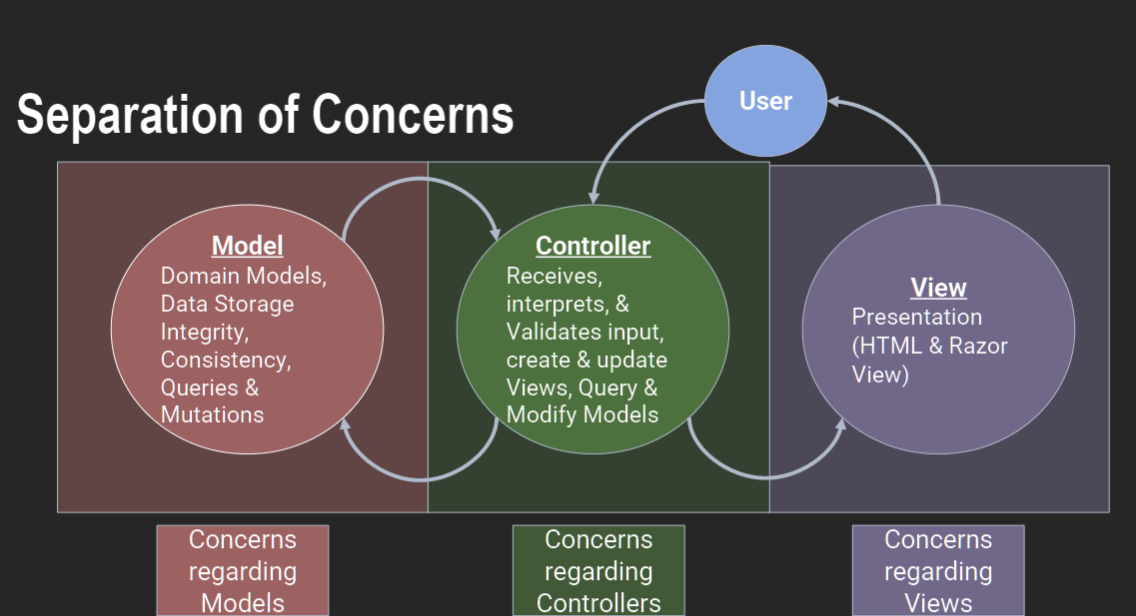 Separation of Concerns
User
Model
Domain Models,
Data Storage
Integrity,
Consistency,
Queries &
Mutations
Controller
Receives,
interprets, &
Validates input,
create & update
Views, Query &
Modify Models
View
Presentation
(HTML & Razor
View)
Concerns
regarding
Models
Concerns
regarding
Controllers
Concerns
regarding
Views